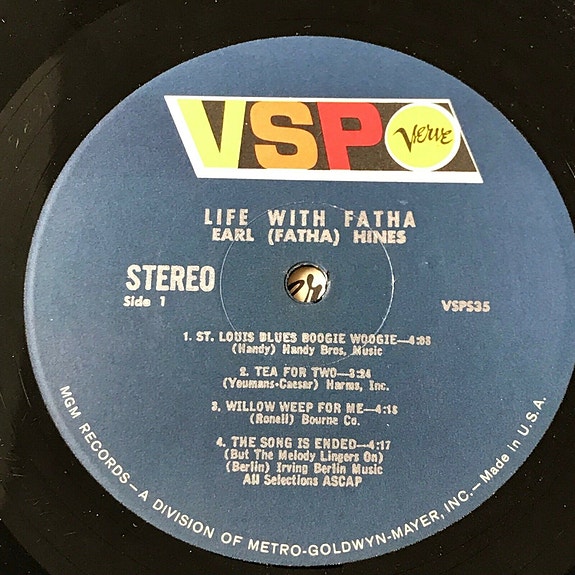 VSP Verve
LIFE WITH FATHA
EARL (FATHA) HINES
STEREO
Side 1
VSPS35
1. ST. LOUIS BLUES BOOGIE WOOGIE—4:08
(Handy) Handy Bros. Music
2. TEA FOR TWO—3:24
(Youmans-Caesar) Harms, Inc.
3. WILLOW WEEP FOR ME—4:18
(Ronell) Bourne Co.
4. THE SONG IS ENDED—4:17
(But The Melody Lingers On)
(Berlin) Irving Berlin Music
All Selections ASCAP
MGM RECORDS—A DIVISION OF METRO-GOLDWYN-MAYER, INC.—Made in U.S.A.